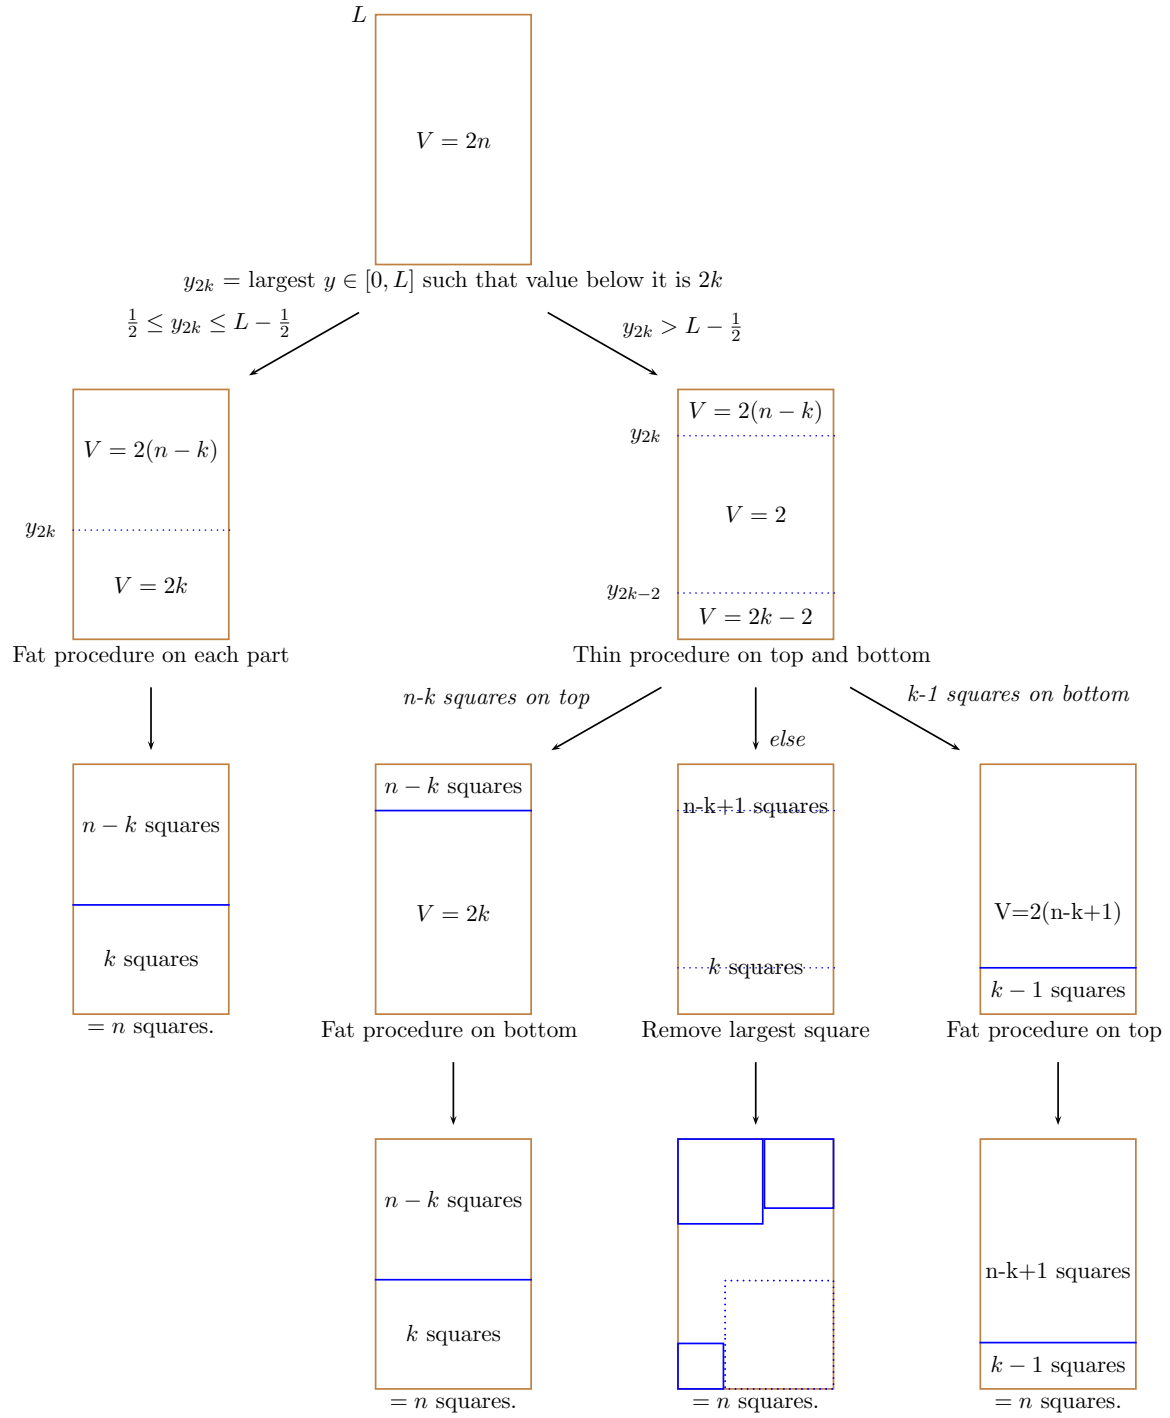 L
V = 2n
y_{2k} = largest y ∈ [0, L] such that value below it is 2k
1/2 ≤ y_{2k} ≤ L − 1/2
y_{2k} > L − 1/2
V = 2(n − k)
y_{2k}
V = 2k
Fat procedure on each part
V = 2(n − k)
y_{2k}
V = 2
y_{2k−2}
V = 2k − 2
Thin procedure on top and bottom
n-k squares on top
else
k-1 squares on bottom
n − k squares
k squares
= n squares.
n − k squares
V = 2k
Fat procedure on bottom
n-k+1 squares
k squares
Remove largest square
V=2(n-k+1)
k − 1 squares
Fat procedure on top
n − k squares
k squares
= n squares.
= n squares.
n-k+1 squares
k − 1 squares
= n squares.